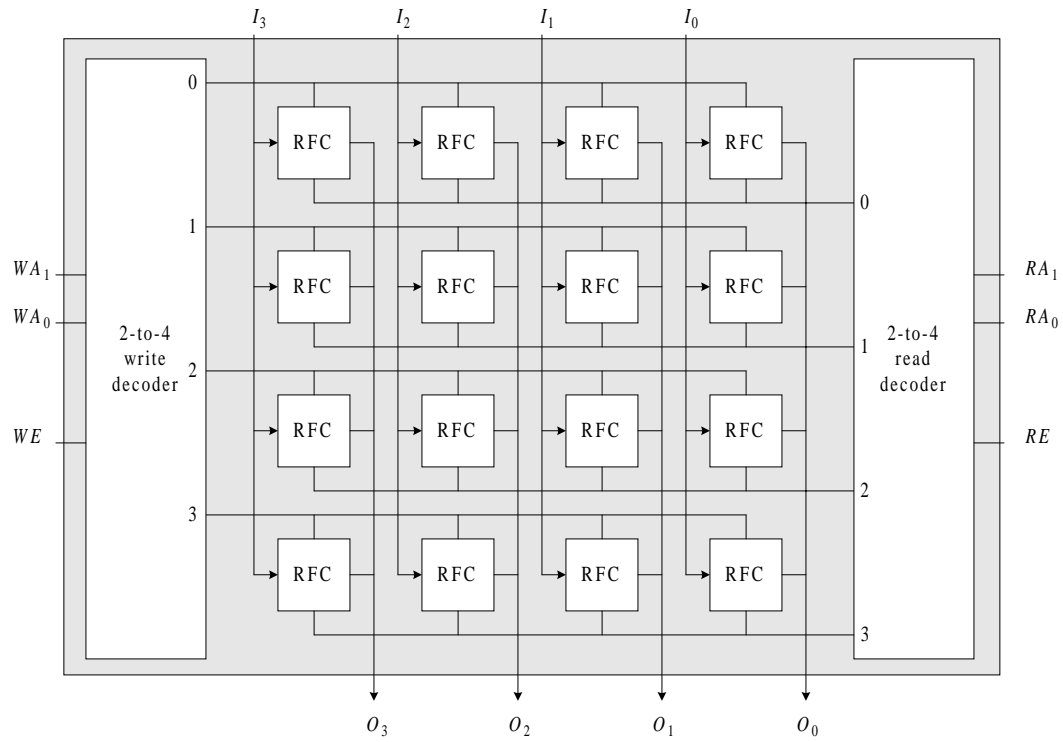 I3 I2 I1 I0
0
RFC RFC RFC RFC
0
1
WA1 RA1
RFC RFC RFC RFC
WA0 RA0
2-to-4 write decoder
1
2-to-4 read decoder
2
RFC RFC RFC RFC
WE RE
2
3
RFC RFC RFC RFC
3
O3 O2 O1 O0